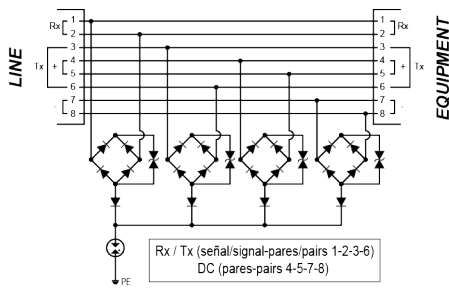 LINE
EQUIPMENT
Rx 1 1 Rx
2 2
3 3
+ 4 4 +
Tx 5 5 Tx
6 6
- 7 7 -
8 8
PE
Rx / Tx (señal/signal-pares/pairs 1-2-3-6)
DC (pares-pairs 4-5-7-8)